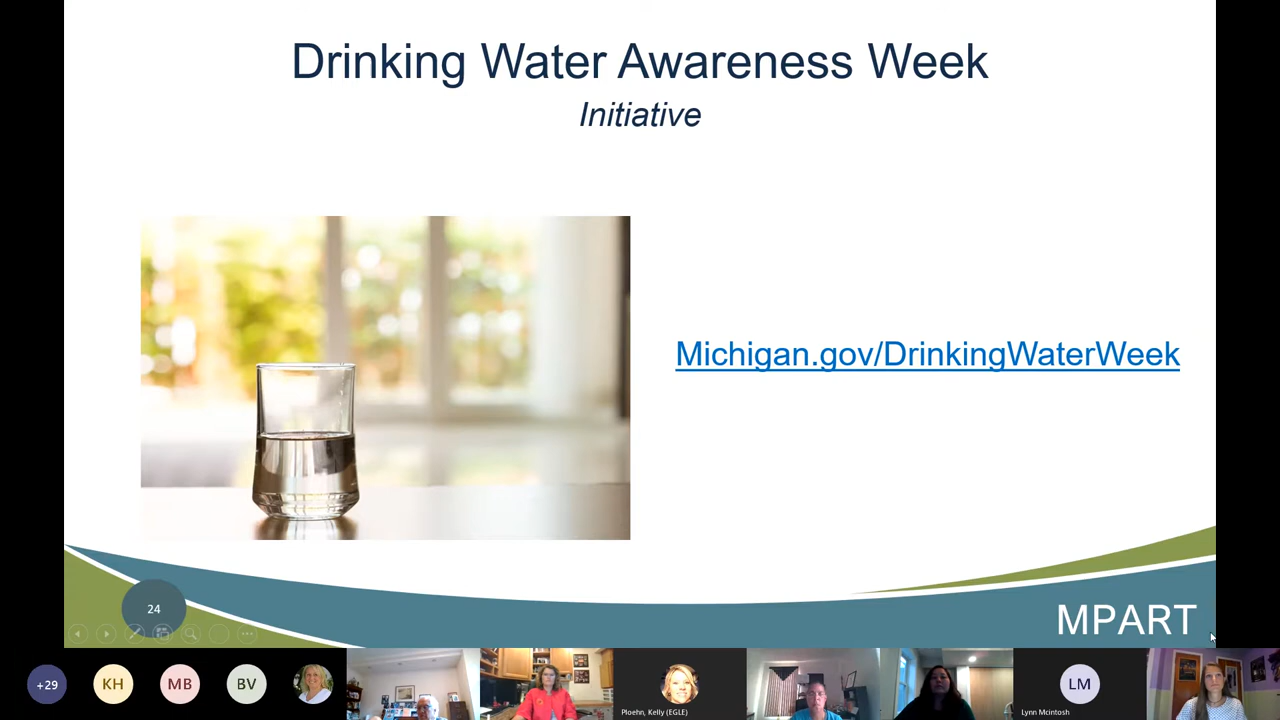 Drinking Water Awareness Week
Initiative
Michigan.gov/DrinkingWaterWeek
24
MPART
+29
KH
MB
BV
Ploehn, Kelly (EGLE)
LM
Lynn Mcintosh